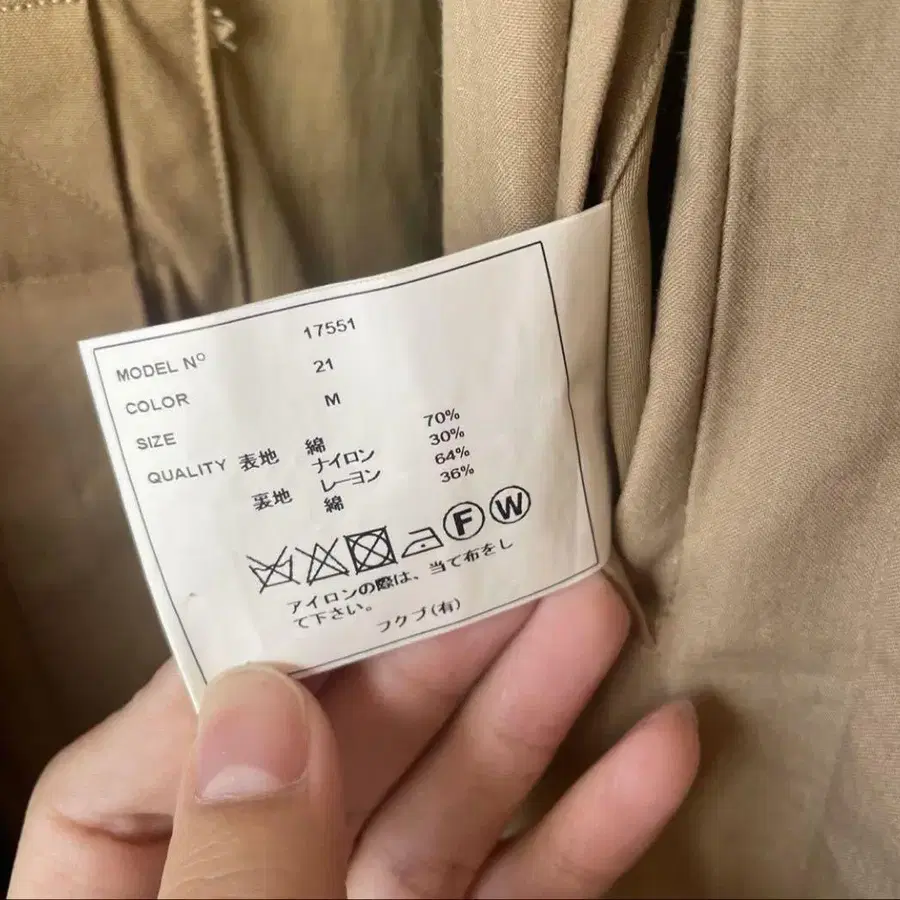 MODEL Nº 17551
COLOR 21
SIZE M
QUALITY 表地 綿 70%
ナイロン 30%
裏地 レーヨン 64%
綿 36%
F W
アイロンの際は、当て布をし
て下さい。
フクブ(有)